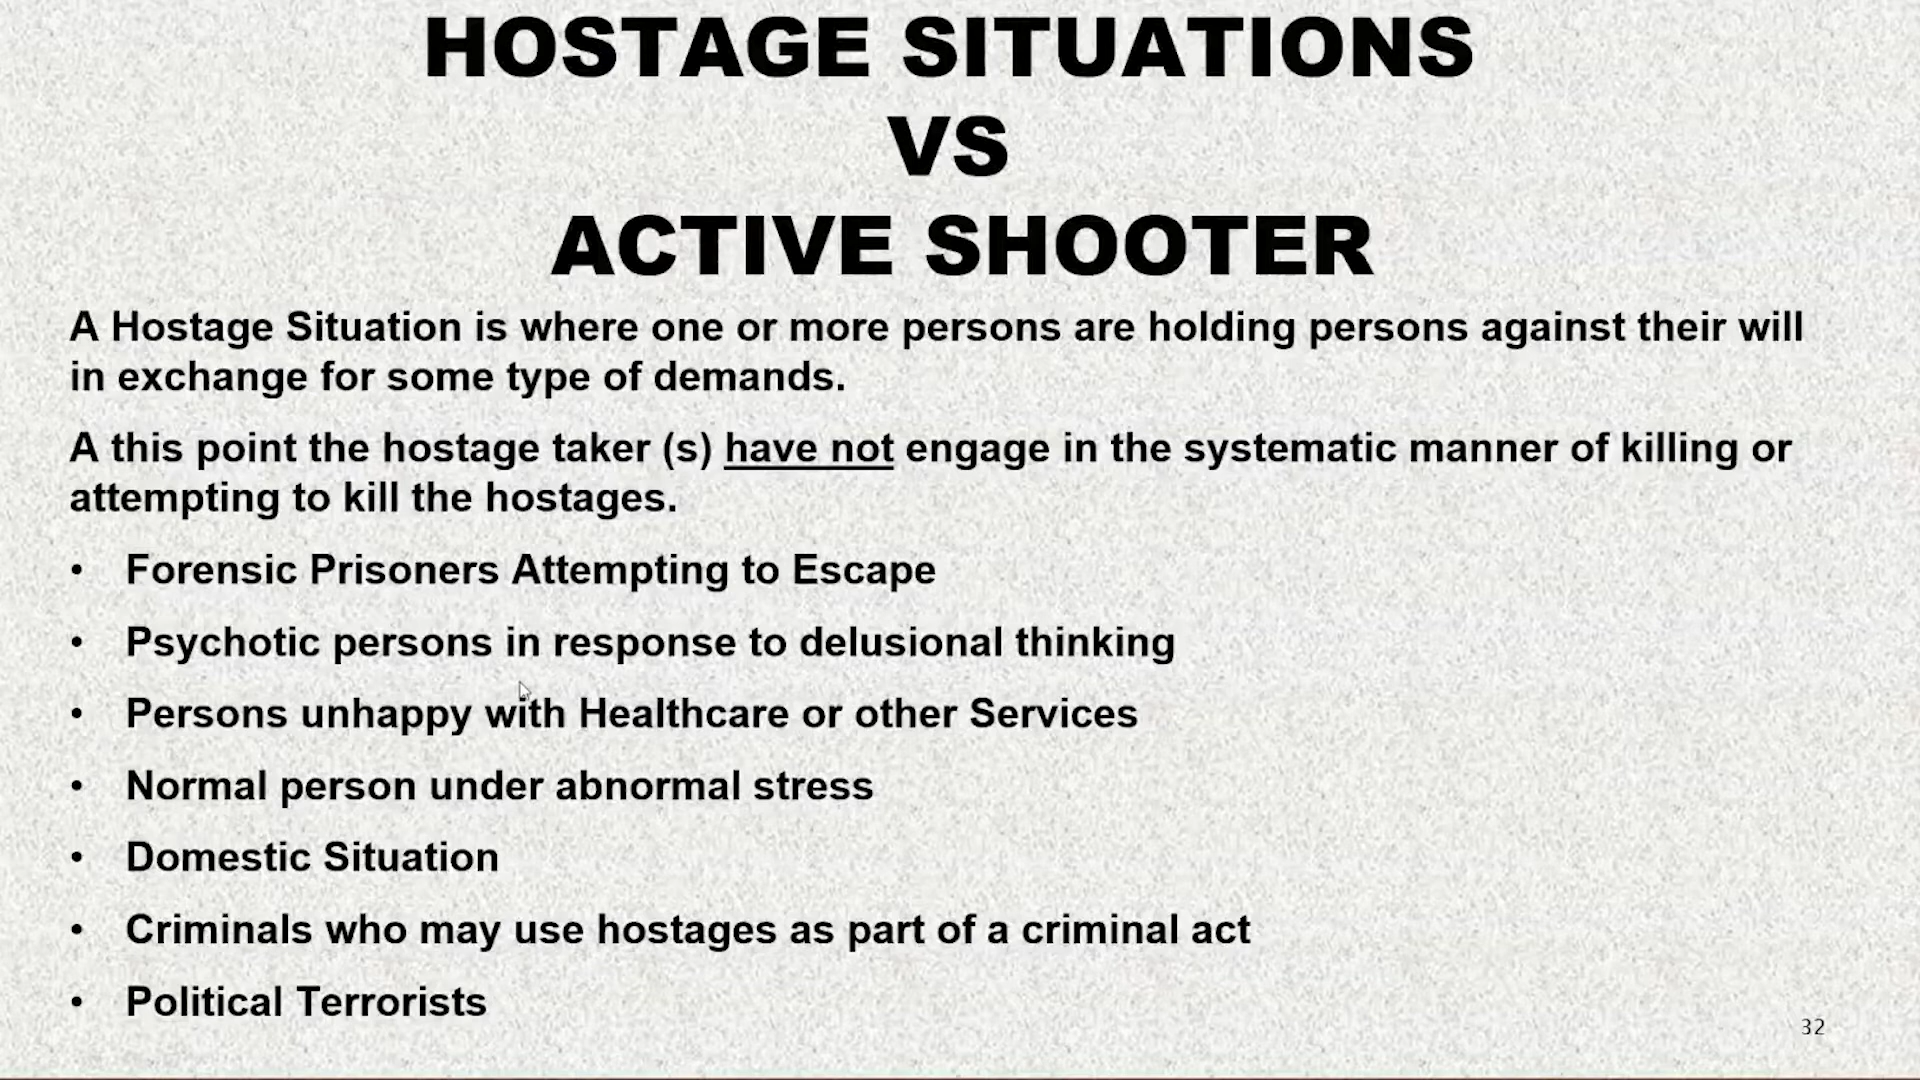 HOSTAGE SITUATIONS
VS
ACTIVE SHOOTER
A Hostage Situation is where one or more persons are holding persons against their will
in exchange for some type of demands.
A this point the hostage taker (s) have not engage in the systematic manner of killing or
attempting to kill the hostages.
• Forensic Prisoners Attempting to Escape
• Psychotic persons in response to delusional thinking
• Persons unhappy with Healthcare or other Services
• Normal person under abnormal stress
• Domestic Situation
• Criminals who may use hostages as part of a criminal act
• Political Terrorists
32